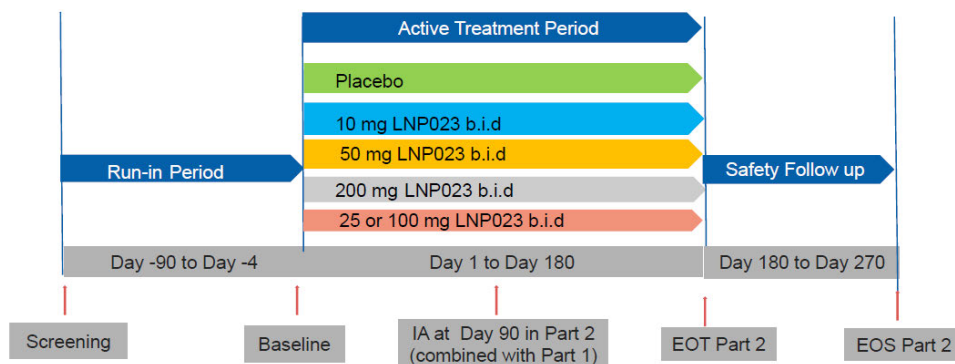 Active Treatment Period
Placebo
10 mg LNP023 b.i.d
50 mg LNP023 b.i.d
Run-in Period
Safety Follow up
200 mg LNP023 b.i.d
25 or 100 mg LNP023 b.i.d
Day -90 to Day -4
Day 1 to Day 180
Day 180 to Day 270
Screening
Baseline
IA at Day 90 in Part 2
(combined with Part 1)
EOT Part 2
EOS Part 2